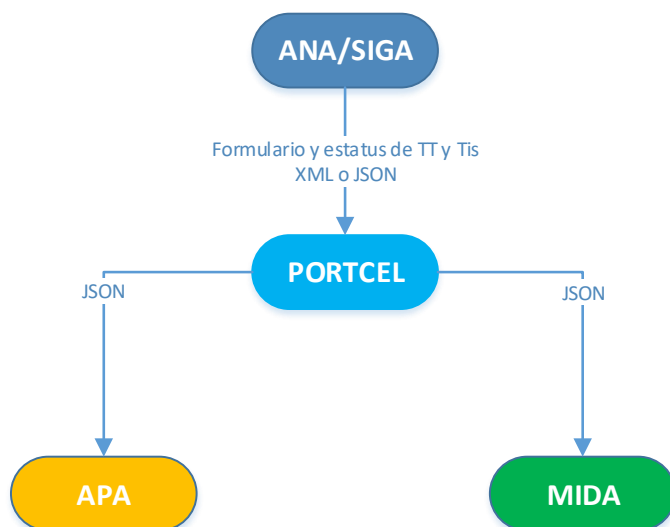 ANA/SIGA
Formulario y estatus de TT y Tis
XML o JSON
PORTCEL
JSON
JSON
APA
MIDA